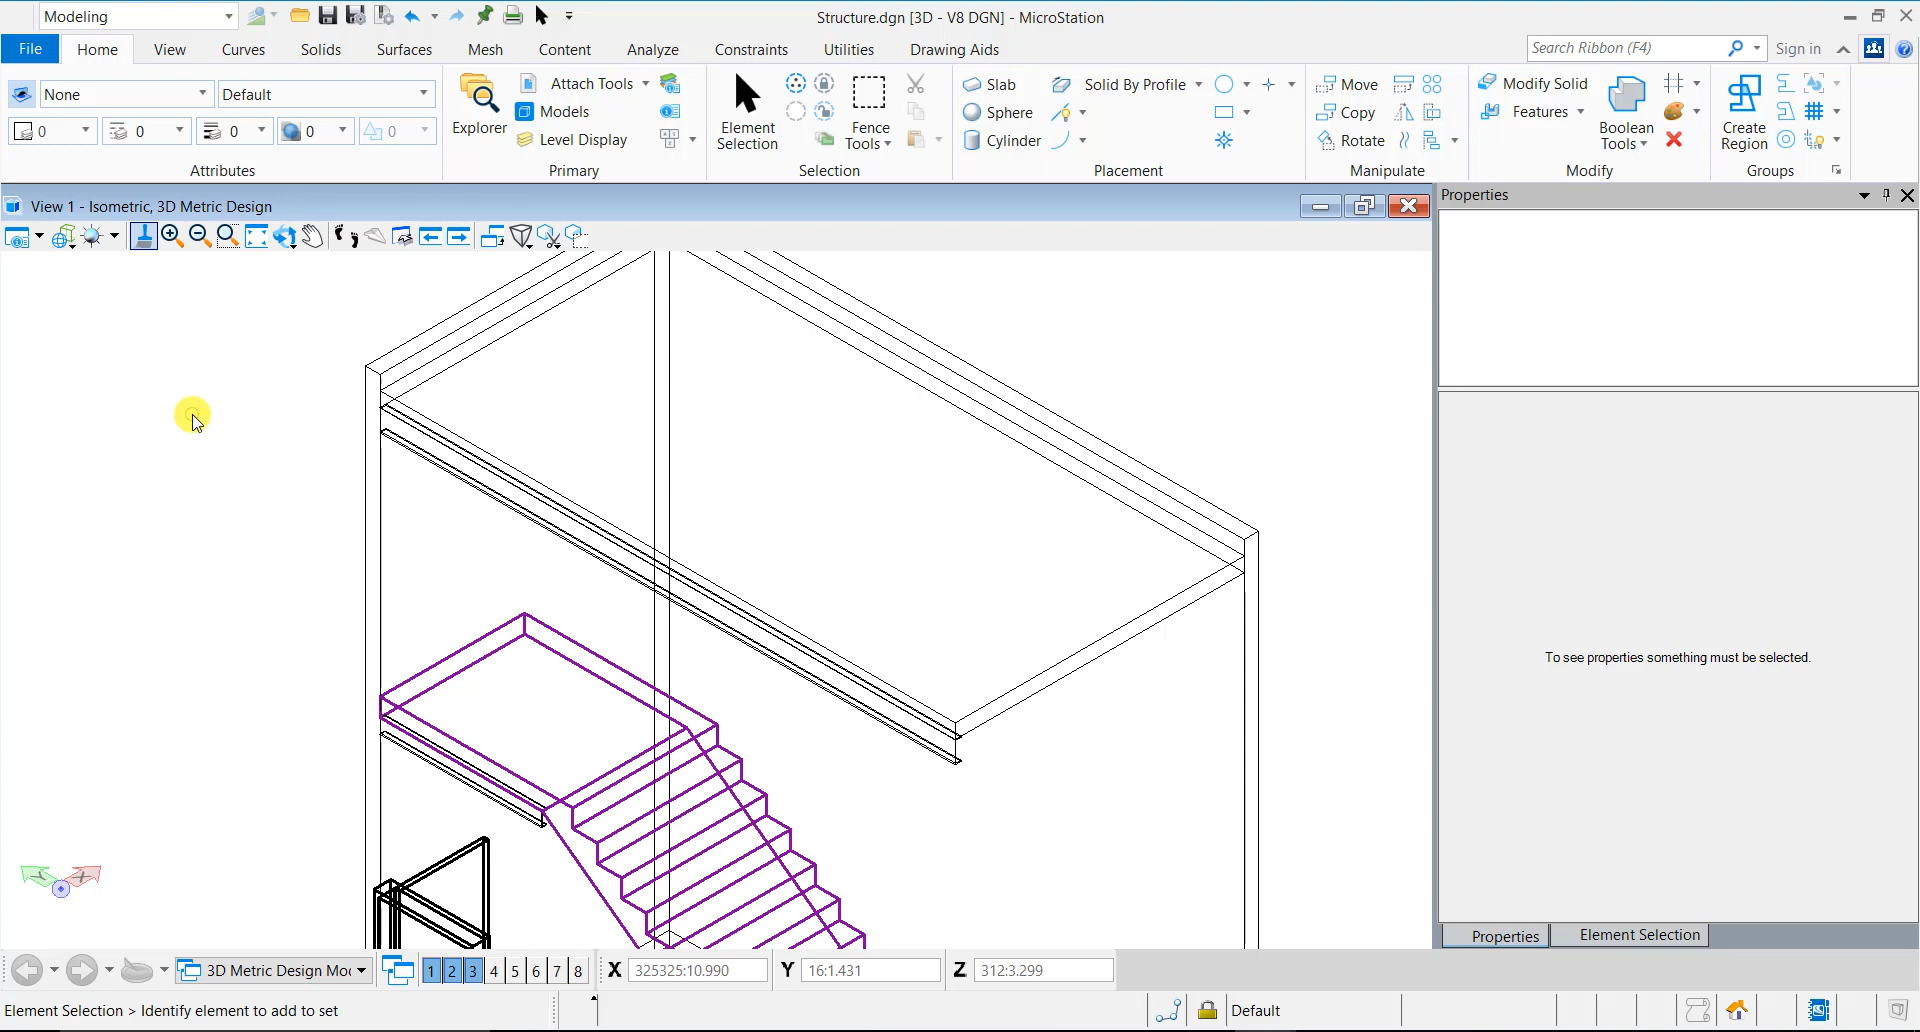 Modeling
Structure.dgn [3D - V8 DGN] - MicroStation
File Home View Curves Solids Surfaces Mesh Content Analyze Constraints Utilities Drawing Aids
Search Ribbon (F4) Sign in
None Default
0 0 0 0 0
Attributes
Explorer
Attach Tools
Models
Level Display
Primary
Element
Selection
Fence
Tools
Selection
Slab
Sphere
Cylinder
Solid By Profile
Placement
Move
Copy
Rotate
Manipulate
Modify Solid
Features
Boolean
Tools
Modify
Create
Region
Groups
View 1 - Isometric, 3D Metric Design
Properties
To see properties something must be selected.
Y X
Properties Element Selection
3D Metric Design Moc
1 2 3 4 5 6 7 8
X 325325:10.990 Y 16:1.431 Z 312:3.299
Element Selection > Identify element to add to set
Default